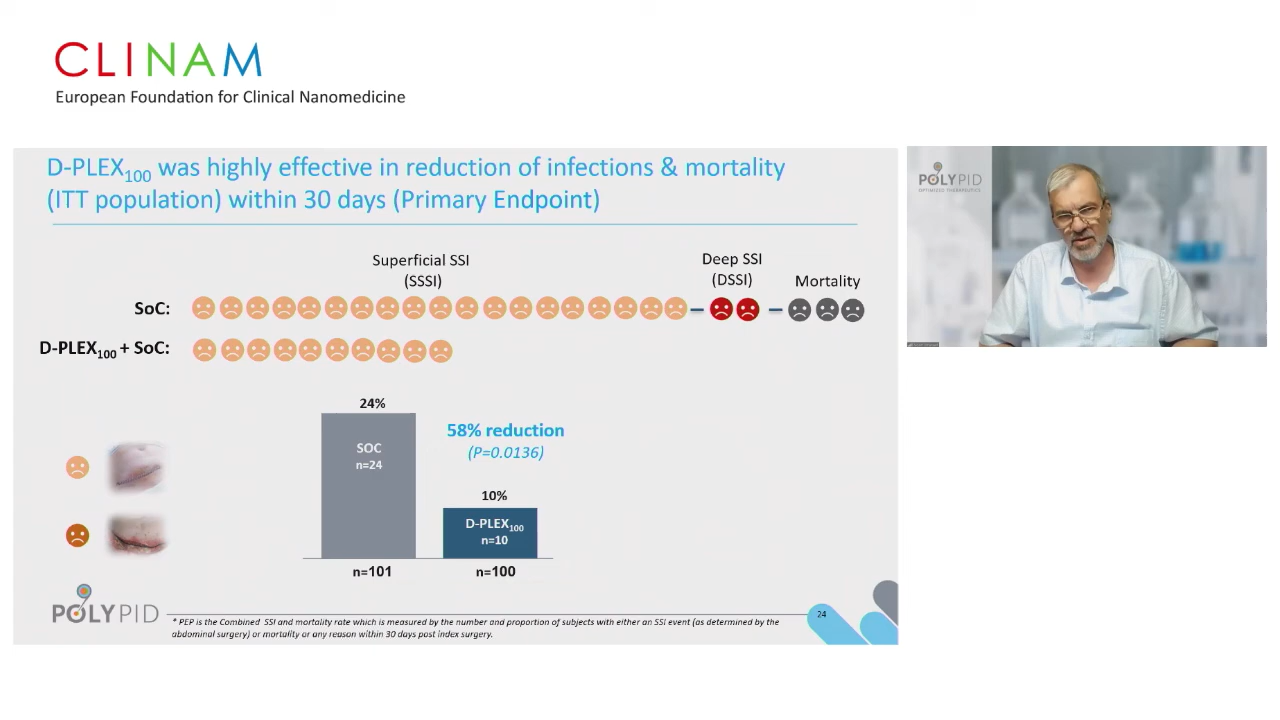 CLINAM
European Foundation for Clinical Nanomedicine
D-PLEX₁₀₀ was highly effective in reduction of infections & mortality
(ITT population) within 30 days (Primary Endpoint)
Superficial SSI
(SSSI)
Deep SSI
(DSSI)
Mortality
SoC:
D-PLEX₁₀₀ + SoC:
24%
SOC
n=24
58% reduction
(P=0.0136)
10%
D-PLEX₁₀₀
n=10
n=101
n=100
POLYPID
* PEP is the Combined SSI and mortality rate which is measured by the number and proportion of subjects with either an SSI event (as determined by the
abdominal surgery) or mortality or any reason within 30 days post index surgery.
24
POLYPID
OPTIMIZED THERAPEUTICS